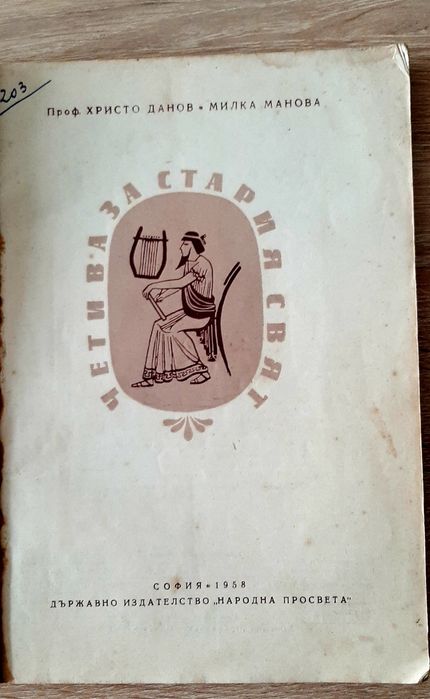 203
Проф. ХРИСТО ДАНОВ • МИЛКА МАНОВА
ЧЕТИВА ЗА СТАРИЯ СВЯТ
СОФИЯ • 1958
ДЪРЖАВНО ИЗДАТЕЛСТВО „НАРОДНА ПРОСВЕТА"